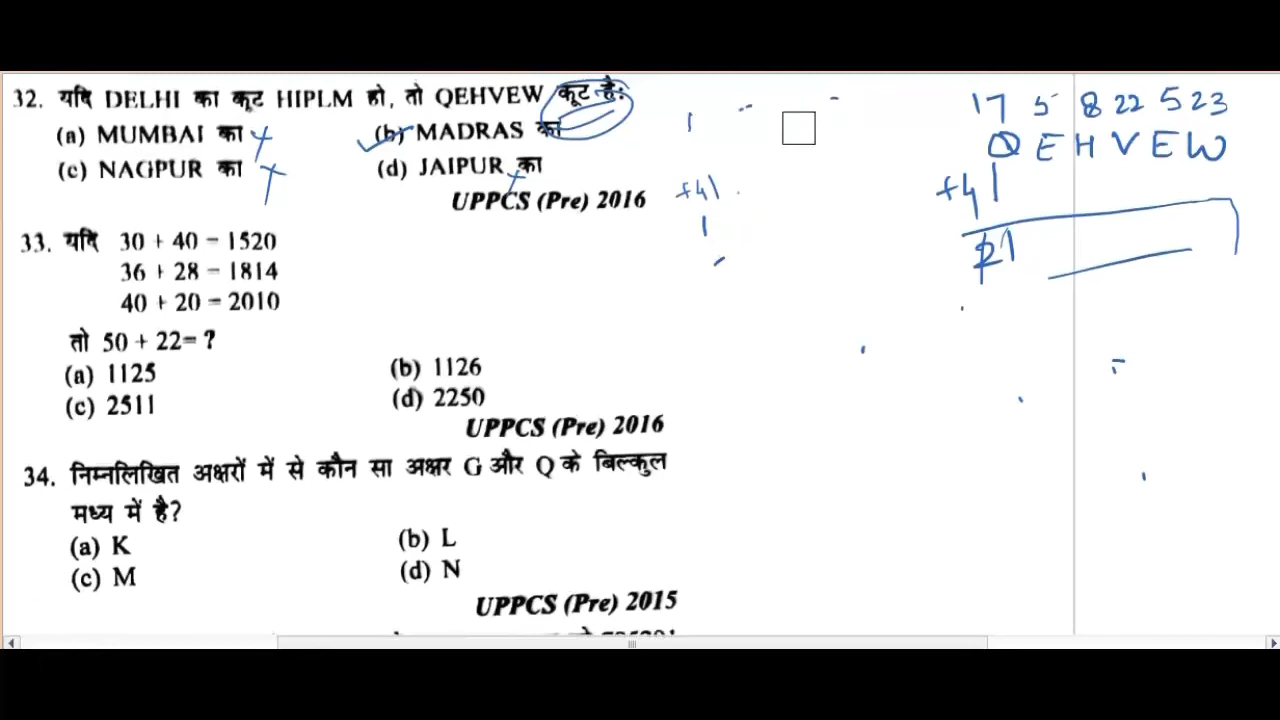 32. यदि DELHI का कूट HIPLM हो, तो QEHVEW कूट है:
(a) MUMBAI का (b) MADRAS का
(c) NAGPUR का (d) JAIPUR का
UPPCS (Pre) 2016
33. यदि 30 + 40 = 1520
36 + 28 = 1814
40 + 20 = 2010
तो 50 + 22 = ?
(a) 1125 (b) 1126
(c) 2511 (d) 2250
UPPCS (Pre) 2016
34. निम्नलिखित अक्षरों में से कौन सा अक्षर G और Q के बिल्कुल
मध्य में है?
(a) K (b) L
(c) M (d) N
UPPCS (Pre) 2015
17 5 8 22 5 23
Q E H V E W
+4
21
+4